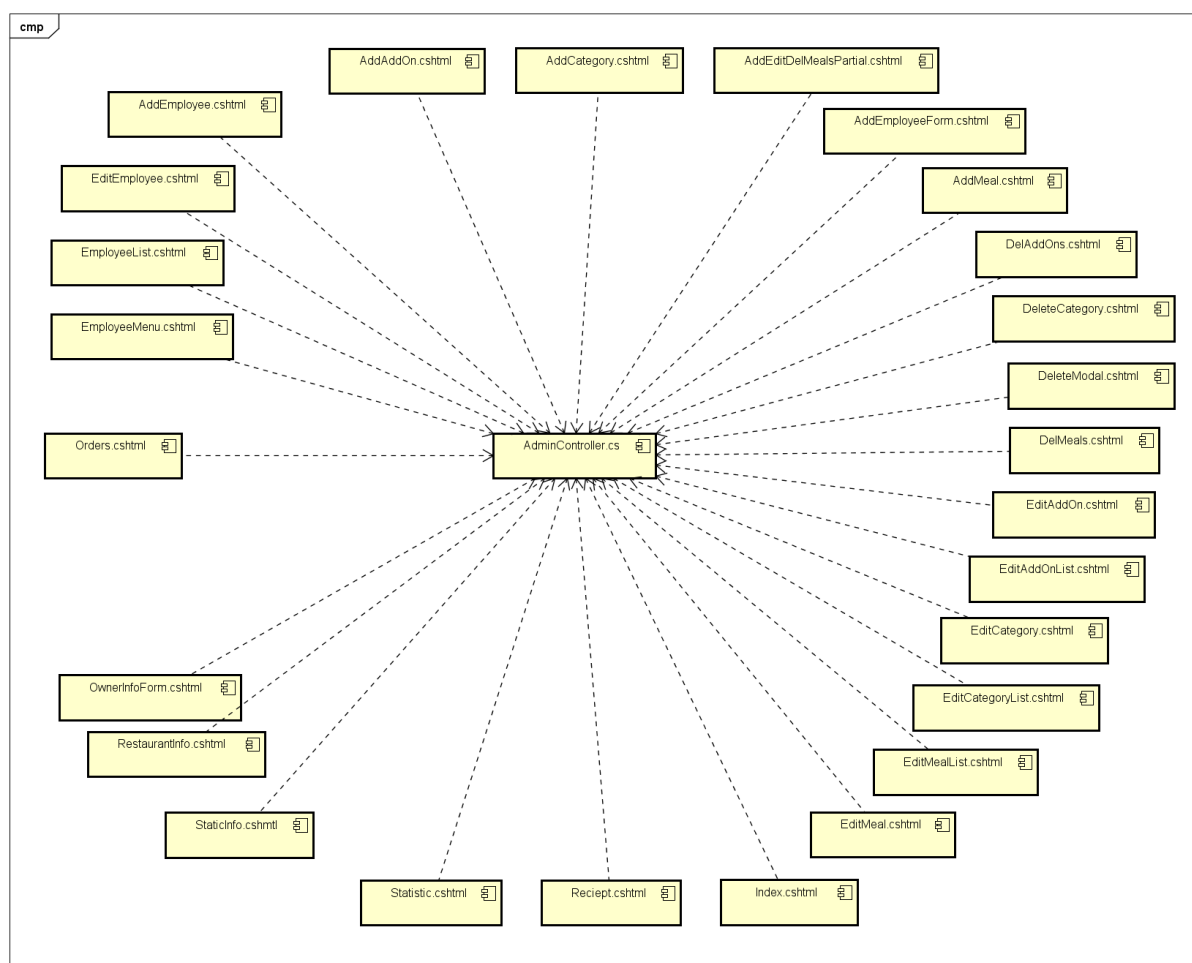 cmp
AddAddOn.cshtml
AddCategory.cshtml
AddEditDelMealsPartial.cshtml
AddEmployee.cshtml
AddEmployeeForm.cshtml
EditEmployee.cshtml
AddMeal.cshtml
EmployeeList.cshtml
DelAddOns.cshtml
EmployeeMenu.cshtml
DeleteCategory.cshtml
DeleteModal.cshtml
Orders.cshtml
AdminController.cs
DelMeals.cshtml
EditAddOn.cshtml
EditAddOnList.cshtml
EditCategory.cshtml
OwnerInfoForm.cshtml
EditCategoryList.cshtml
RestaurantInfo.cshtml
EditMealList.cshtml
StaticInfo.cshmtl
EditMeal.cshtml
Statistic.cshtml
Reciept.cshtml
Index.cshtml